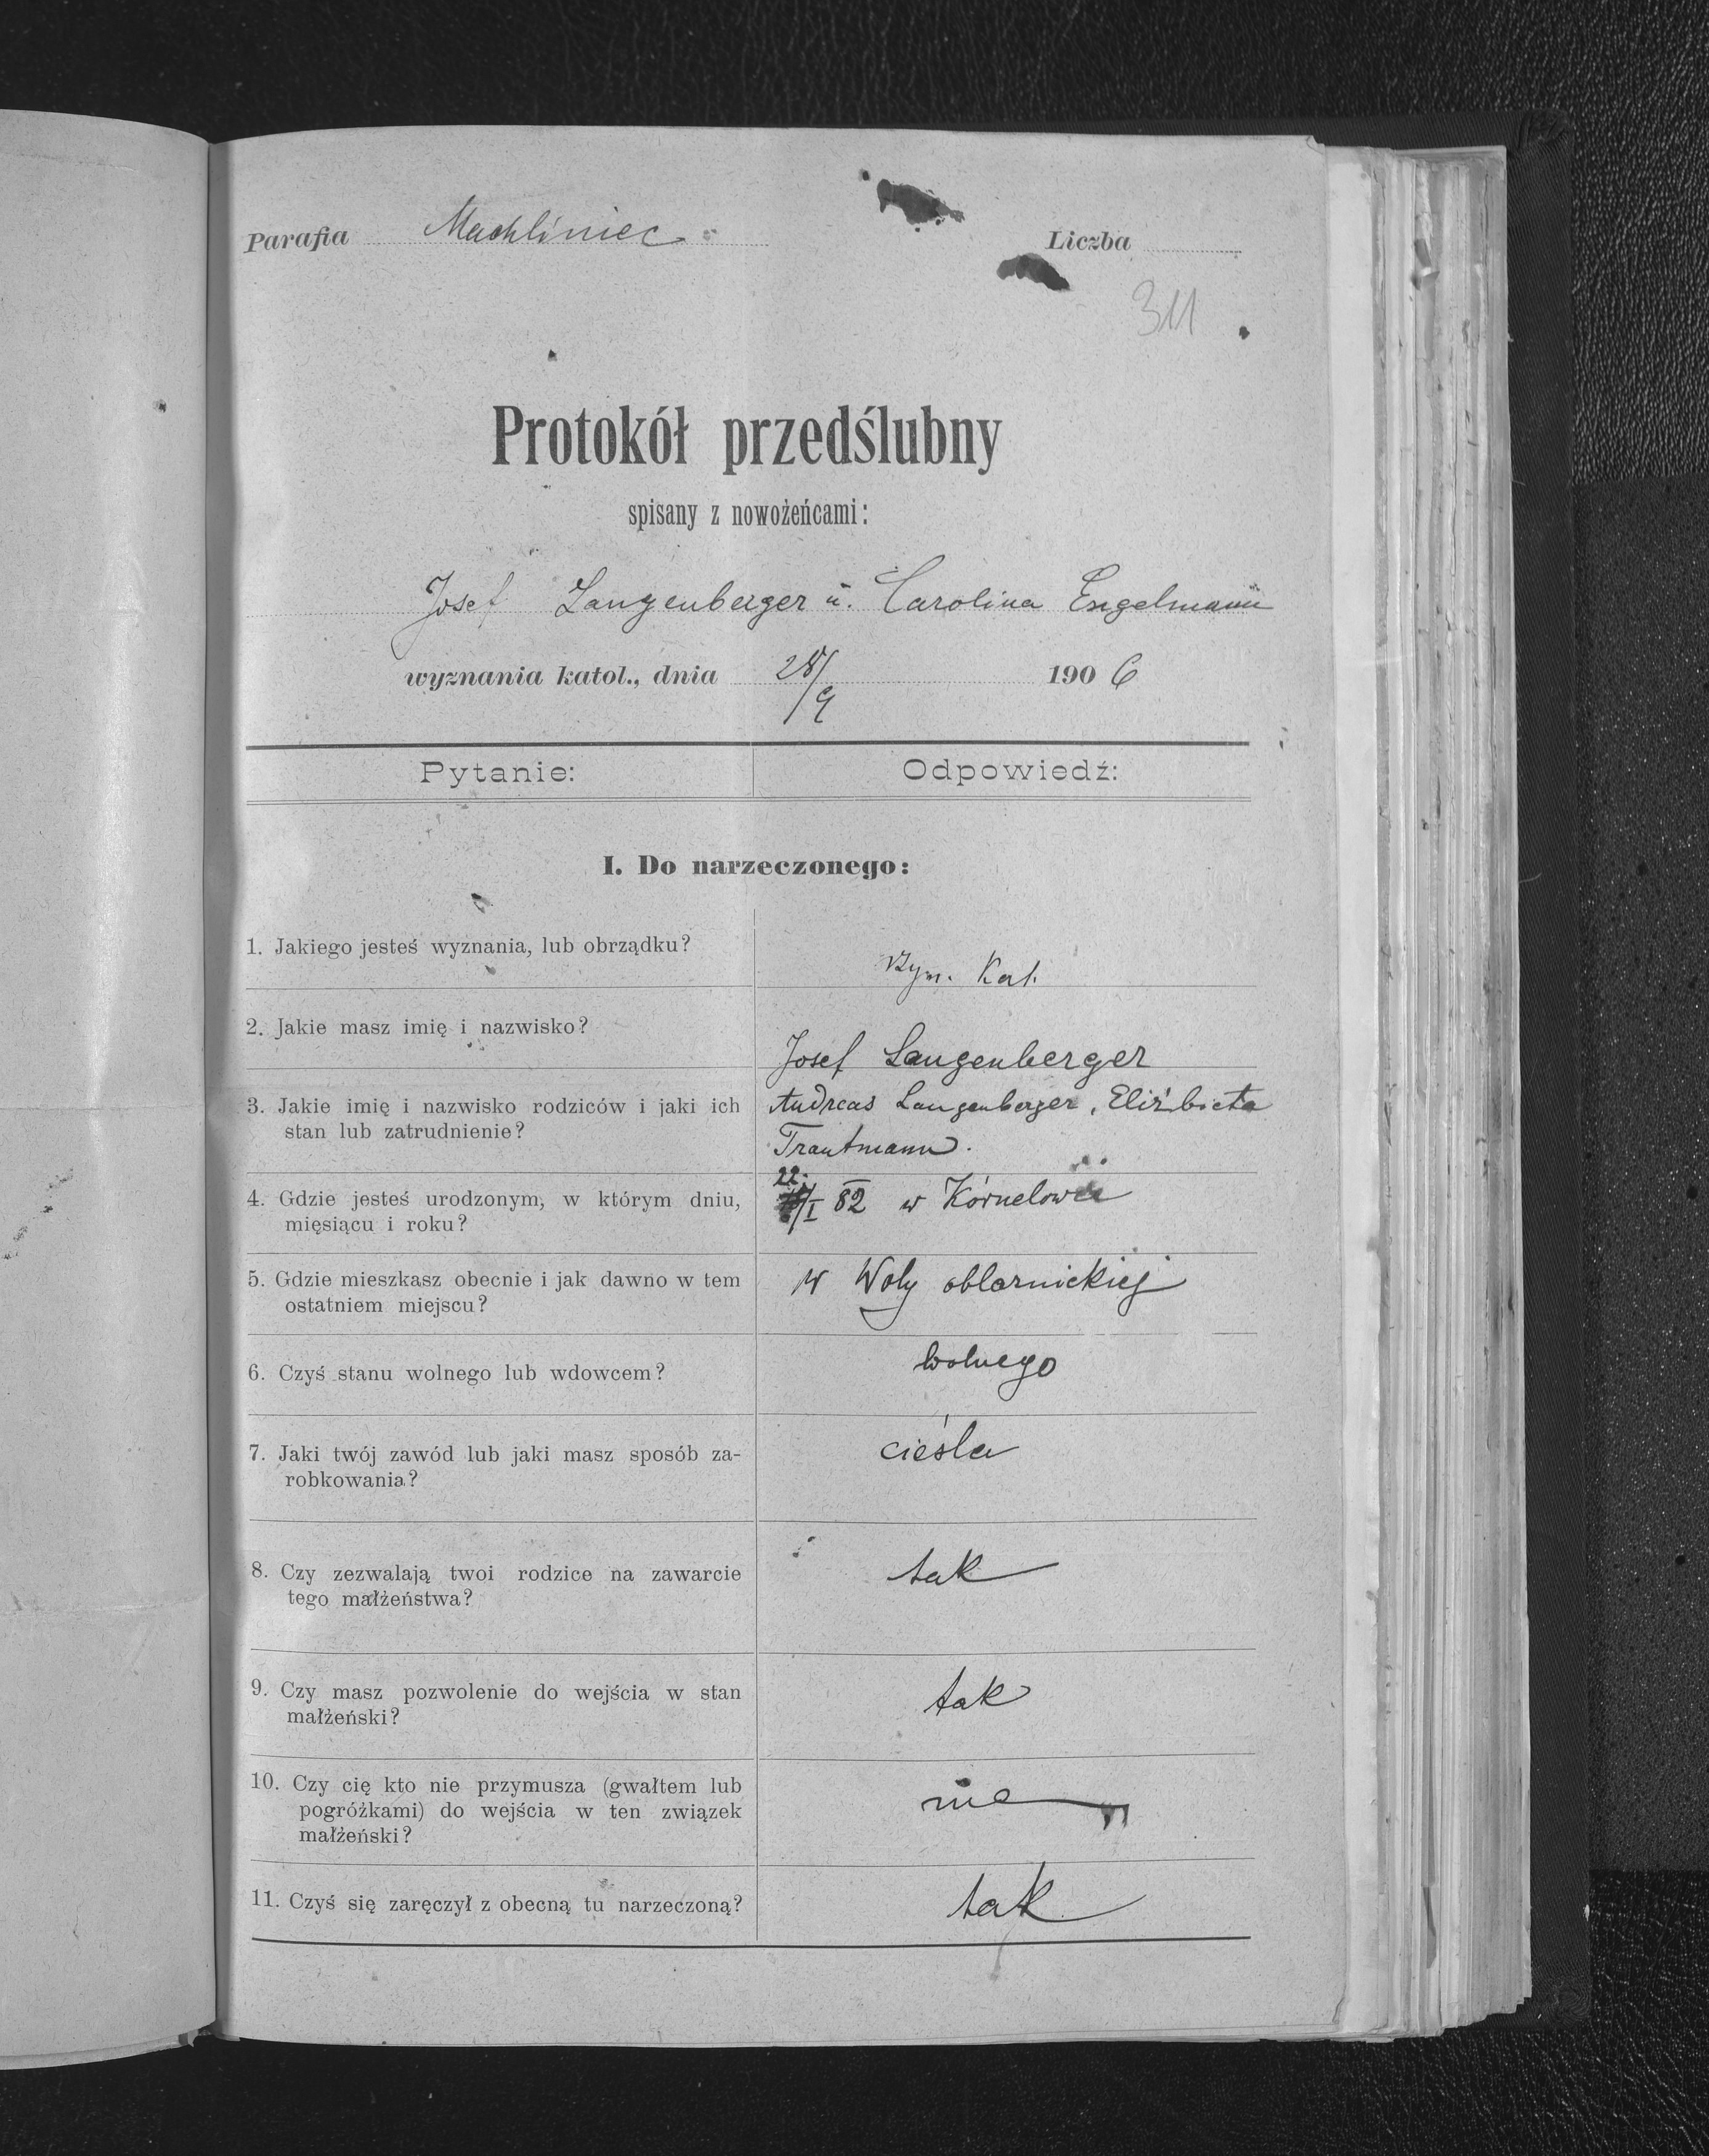 Parafia Machliniec Liczba
311
Protokół przedślubny
spisany z nowożeńcami:
Josef Langenberger u. Carolina Engelmann
wyznania katol., dnia 28/9 1906
Pytanie: Odpowiedź:
I. Do narzeczonego:
1. Jakiego jesteś wyznania, lub obrządku?
Rzym. Kat.
2. Jakie masz imię i nazwisko?
Josef Langenberger
3. Jakie imię i nazwisko rodziców i jaki ich
stan lub zatrudnienie?
Andreas Langenberger, Elżbieta
Trautmann.
4. Gdzie jesteś urodzonym, w którym dniu,
mięsiącu i roku?
22. /I 82 w Kornelowce
5. Gdzie mieszkasz obecnie i jak dawno w tem
ostatniem miejscu?
w Woly oblaznickiej
6. Czyś stanu wolnego lub wdowcem?
wolnego
7. Jaki twój zawód lub jaki masz sposób za-
robkowania?
cieśla
8. Czy zezwalają twoi rodzice na zawarcie
tego małżeństwa?
tak
9. Czy masz pozwolenie do wejścia w stan
małżeński?
tak
10. Czy cię kto nie przymusza (gwałtem lub
pogróżkami) do wejścia w ten związek
małżeński?
nie
11. Czyś się zaręczył z obecną tu narzeczoną?
tak